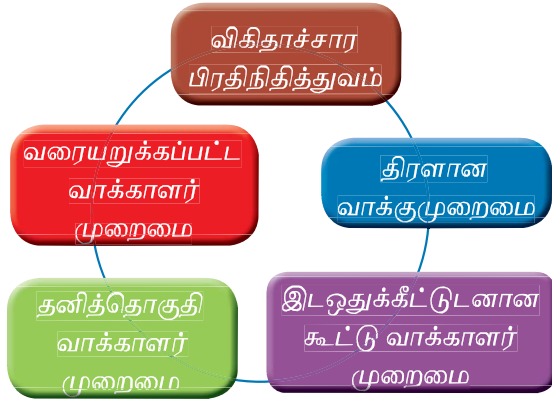 விகிதாச்சார
பிரதிநிதித்துவம்
திரளான
வாக்குமுறைமை
இடஒதுக்கீட்டுடனான
கூட்டு வாக்காளர்
முறைமை
தனித்தொகுதி
வாக்காளர்
முறைமை
வரையறுக்கப்பட்ட
வாக்காளர்
முறைமை